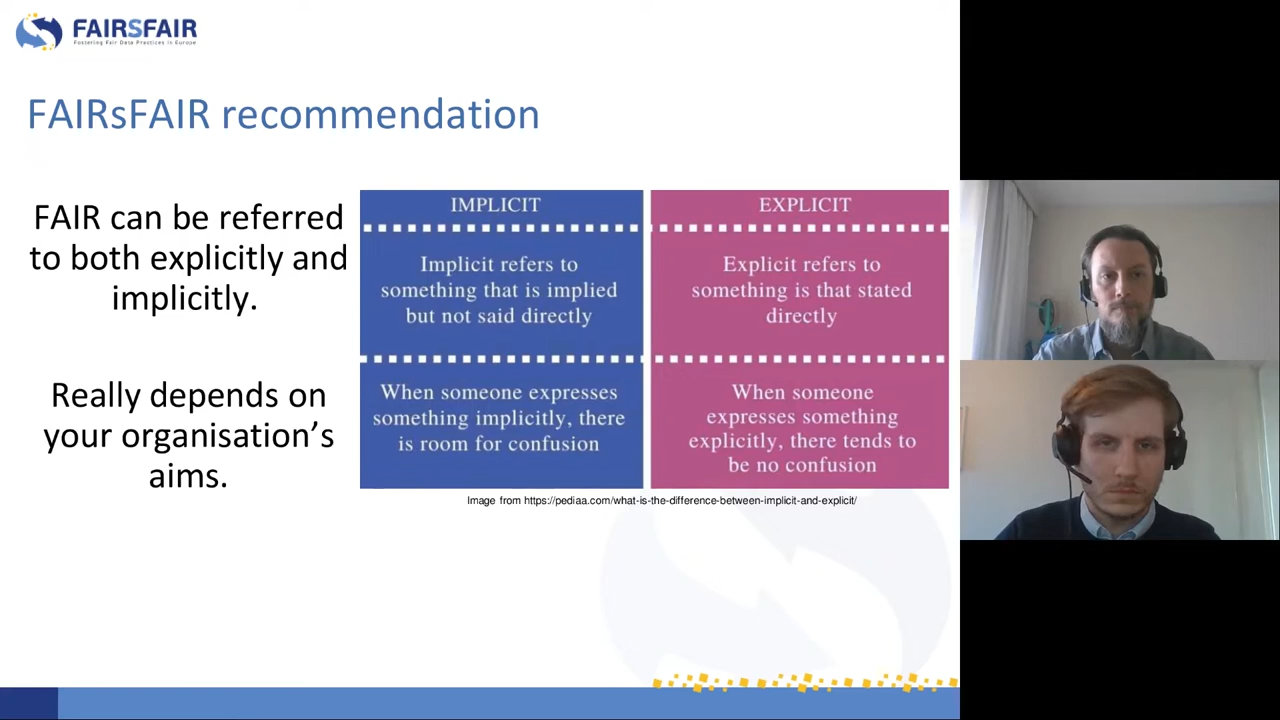 FAIRSFAIR
Fostering Fair Data Practices in Europe
FAIRsFAIR recommendation
FAIR can be referred
to both explicitly and
implicitly.
Really depends on
your organisation's
aims.
IMPLICIT
Implicit refers to
something that is implied
but not said directly
When someone expresses
something implicitly, there
is room for confusion
EXPLICIT
Explicit refers to
something is that stated
directly
When someone
expresses something
explicitly, there tends to
be no confusion
Image from https://pediaa.com/what-is-the-difference-between-implicit-and-explicit/